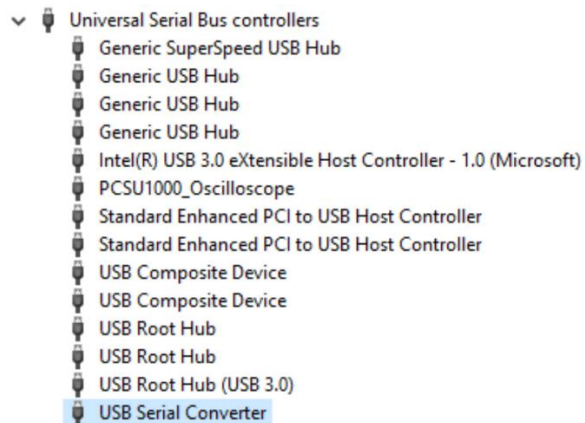 Universal Serial Bus controllers
Generic SuperSpeed USB Hub
Generic USB Hub
Generic USB Hub
Generic USB Hub
Intel(R) USB 3.0 eXtensible Host Controller - 1.0 (Microsoft)
PCSU1000_Oscilloscope
Standard Enhanced PCI to USB Host Controller
Standard Enhanced PCI to USB Host Controller
USB Composite Device
USB Composite Device
USB Root Hub
USB Root Hub
USB Root Hub (USB 3.0)
USB Serial Converter